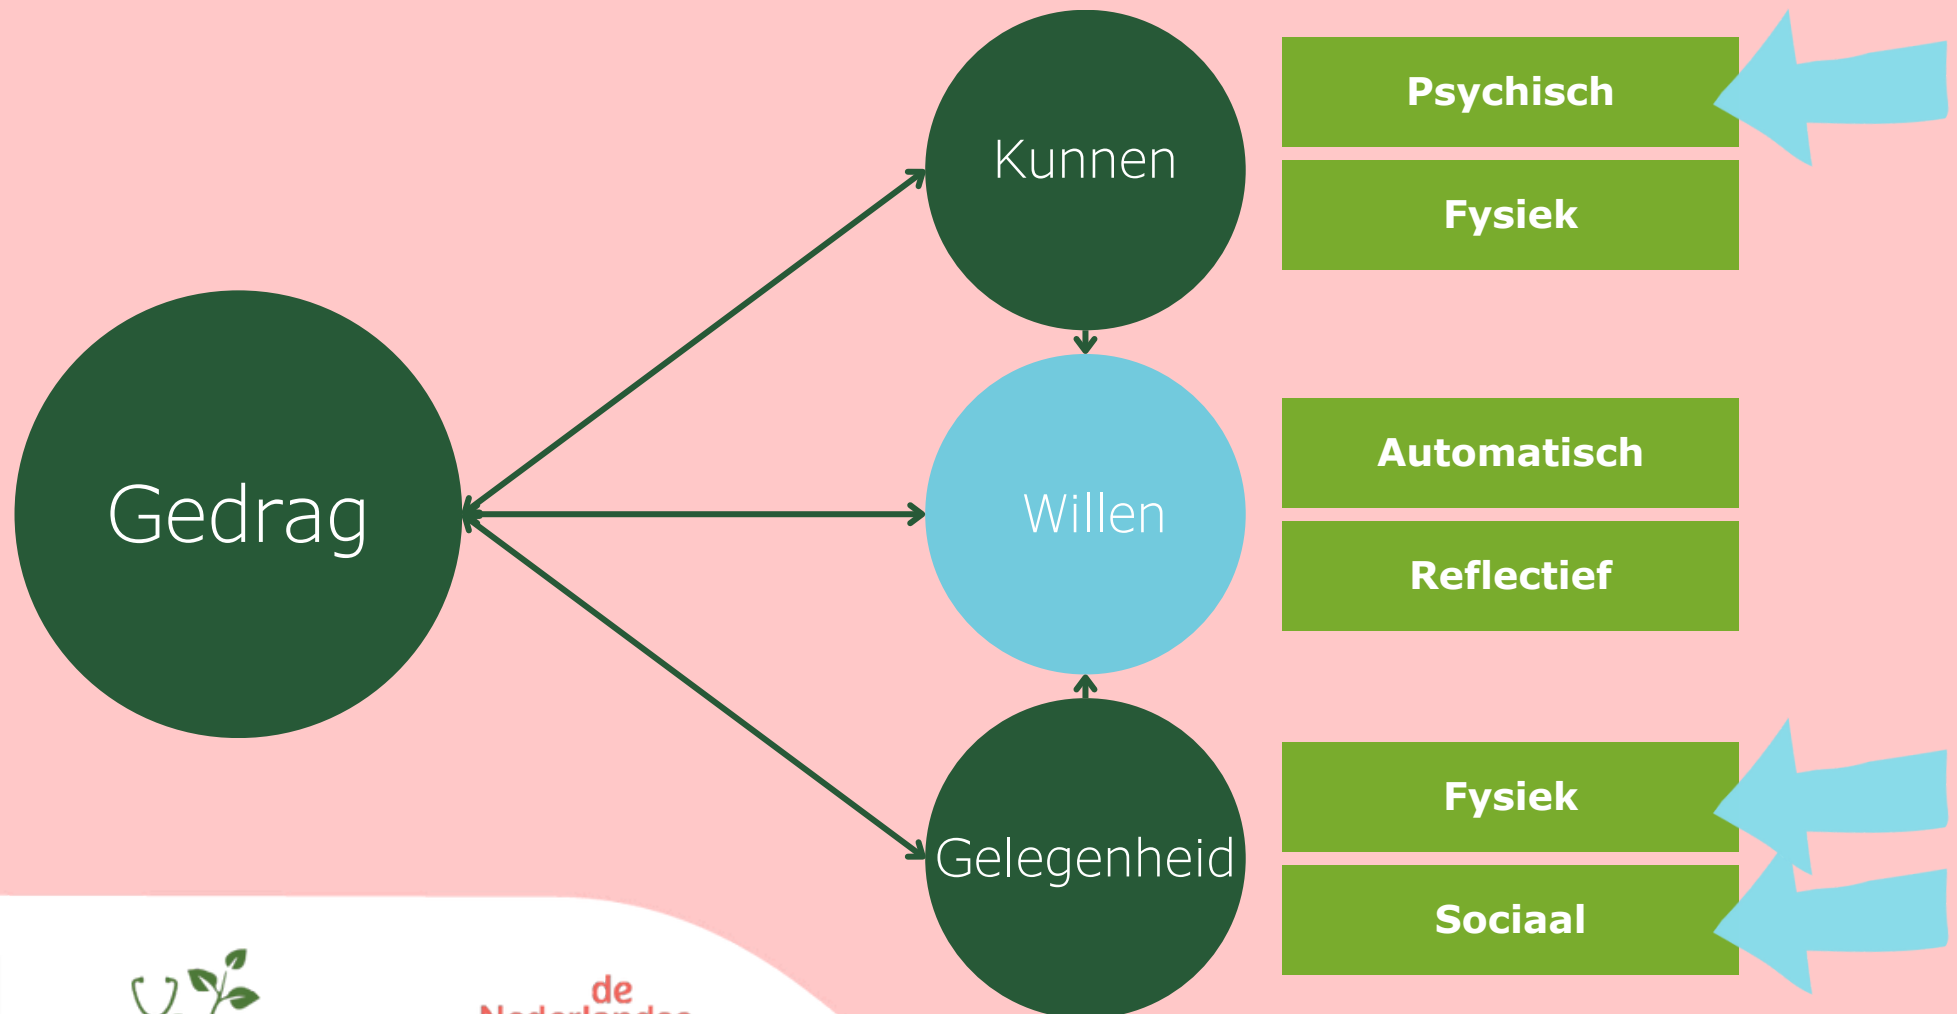 Kunnen
Psychisch
Fysiek
Gedrag
Willen
Automatisch
Reflectief
Gelegenheid
Fysiek
Sociaal
de